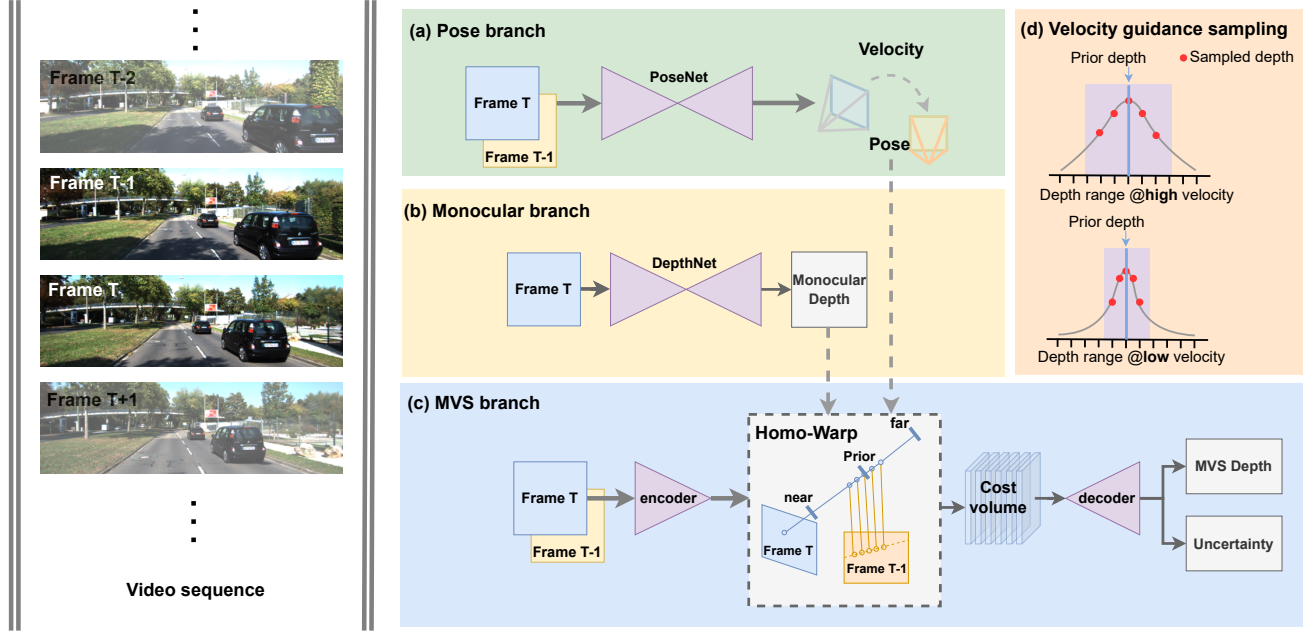 Frame T-2
Frame T-1
Frame T
Frame T+1
Video sequence
(a) Pose branch
Frame T
Frame T-1
PoseNet
Velocity
Pose
(b) Monocular branch
Frame T
DepthNet
Monocular
Depth
(c) MVS branch
Frame T
Frame T-1
encoder
Homo-Warp
far
Prior
near
Frame T
Frame T-1
Cost
volume
decoder
MVS Depth
Uncertainty
(d) Velocity guidance sampling
Prior depth
Sampled depth
Depth range @high velocity
Prior depth
Depth range @low velocity